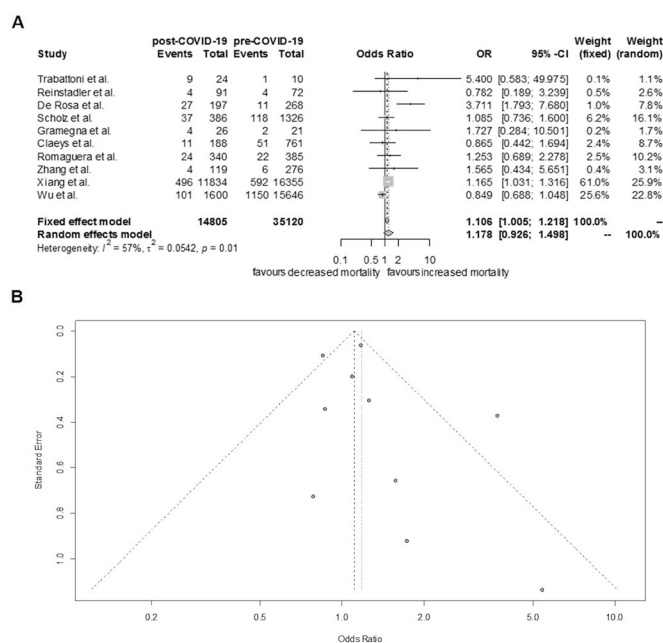 A
post-COVID-19 pre-COVID-19 Weight Weight
Study Events Total Events Total Odds Ratio OR 95% -CI (fixed) (random)
Trabattoni et al. 9 24 1 10 5.400 [0.583; 49.975] 0.1% 1.1%
Reinstadler et al. 4 91 4 72 0.782 [0.189; 3.239] 0.5% 2.6%
De Rosa et al. 27 197 11 268 3.711 [1.793; 7.680] 1.0% 7.8%
Scholz et al. 37 386 118 1326 1.085 [0.736; 1.600] 6.2% 16.1%
Gramegna et al. 4 26 2 21 1.727 [0.284; 10.501] 0.2% 1.7%
Claeys et al. 11 188 51 761 0.865 [0.442; 1.694] 2.4% 8.7%
Romaguera et al. 24 340 22 385 1.253 [0.689; 2.278] 2.5% 10.2%
Zhang et al. 4 119 6 276 1.565 [0.434; 5.651] 0.4% 3.1%
Xiang et al. 496 11834 592 16355 1.165 [1.031; 1.316] 61.0% 25.9%
Wu et al. 101 1600 1150 15646 0.849 [0.688; 1.048] 25.6% 22.8%
Fixed effect model 14805 35120 1.106 [1.005; 1.218] 100.0% --
Random effects model 1.178 [0.926; 1.498] -- 100.0%
Heterogeneity: I² = 57%, τ² = 0.0542, p = 0.01
0.1 0.5 1 2 10
favours decreased mortality favours increased mortality
B
Standard Error
0.0
0.2
0.4
0.6
0.8
1.0
0.2 0.5 1.0 2.0 5.0 10.0
Odds Ratio